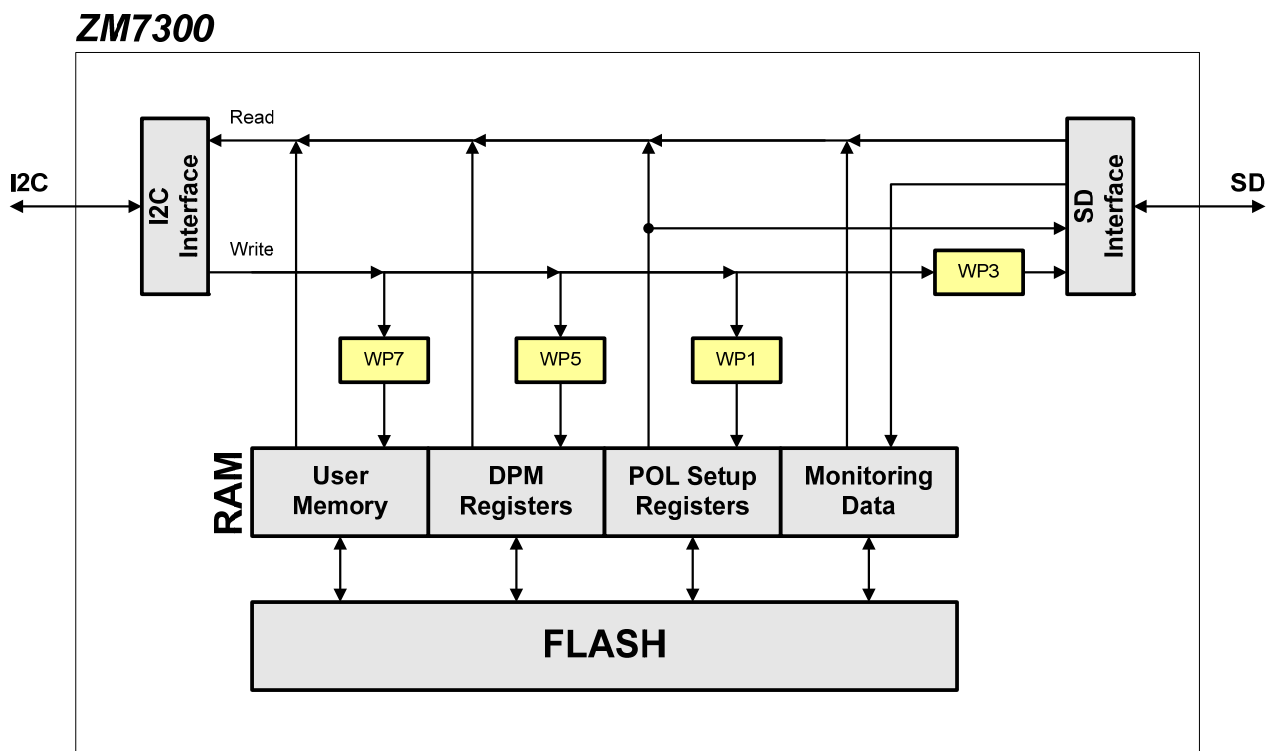 ZM7300
Read
I2C
I2C
Interface
SD
Interface
SD
Write
WP3
WP7
WP5
WP1
RAM
User
Memory
DPM
Registers
POL Setup
Registers
Monitoring
Data
FLASH